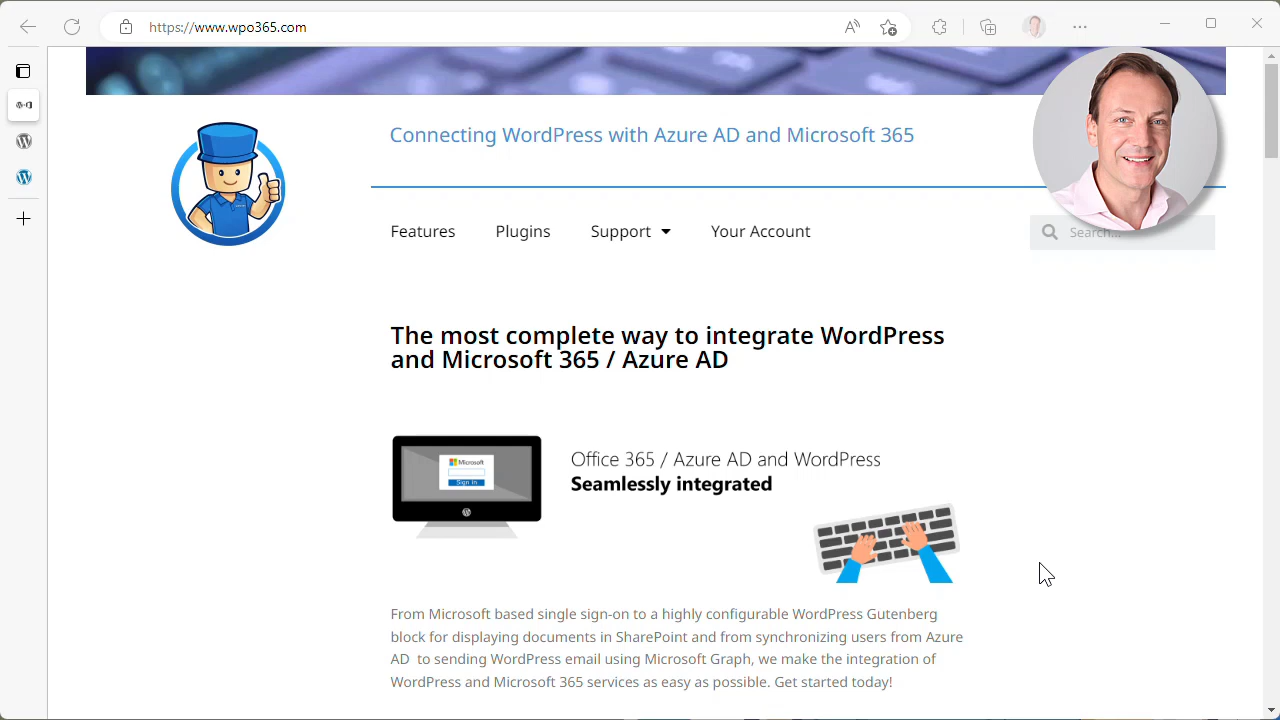 https://www.wpo365.com
Connecting WordPress with Azure AD and Microsoft 365
Features Plugins Support Your Account
Search...
The most complete way to integrate WordPress
and Microsoft 365 / Azure AD
Microsoft
Sign in
Office 365 / Azure AD and WordPress
Seamlessly integrated
From Microsoft based single sign-on to a highly configurable WordPress Gutenberg
block for displaying documents in SharePoint and from synchronizing users from Azure
AD to sending WordPress email using Microsoft Graph, we make the integration of
WordPress and Microsoft 365 services as easy as possible. Get started today!